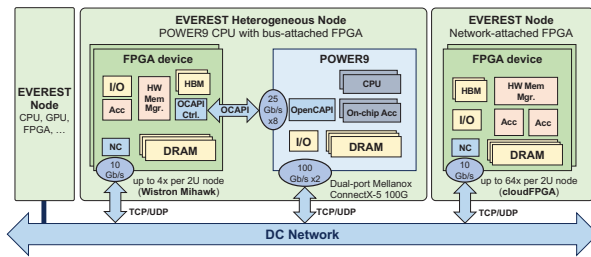 EVEREST
Node
CPU, GPU,
FPGA, ...
EVEREST Heterogeneous Node
POWER9 CPU with bus-attached FPGA
FPGA device
I/O
Acc
HW
Mem
Mgr.
HBM
OCAPI
Ctrl.
NC
DRAM
10
Gb/s
up to 4x per 2U node
(Wistron Mihawk)
OCAPI
25
Gb/s
x8
POWER9
CPU
OpenCAPI
On-chip Acc
I/O
DRAM
100
Gb/s x2
Dual-port Mellanox
ConnectX-5 100G
EVEREST Node
Network-attached FPGA
FPGA device
HBM
HW Mem
Mgr.
I/O
Acc
Acc
NC
DRAM
10
Gb/s
up to 64x per 2U node
(cloudFPGA)
TCP/UDP
TCP/UDP
TCP/UDP
DC Network